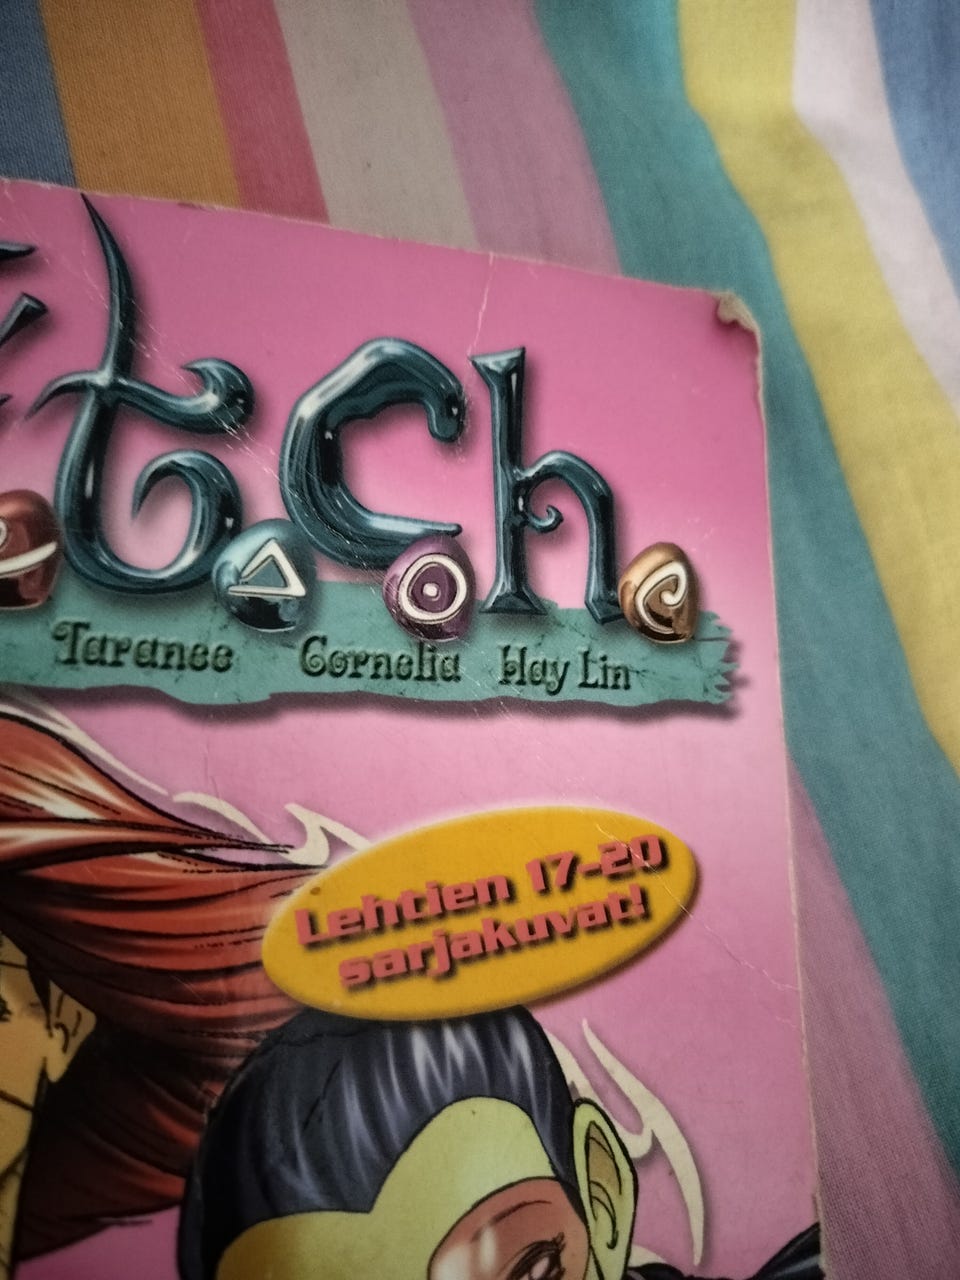 t.c.h.
Taranee Cornelia Hay Lin
Lehtien 17-20
sarjakuvat!